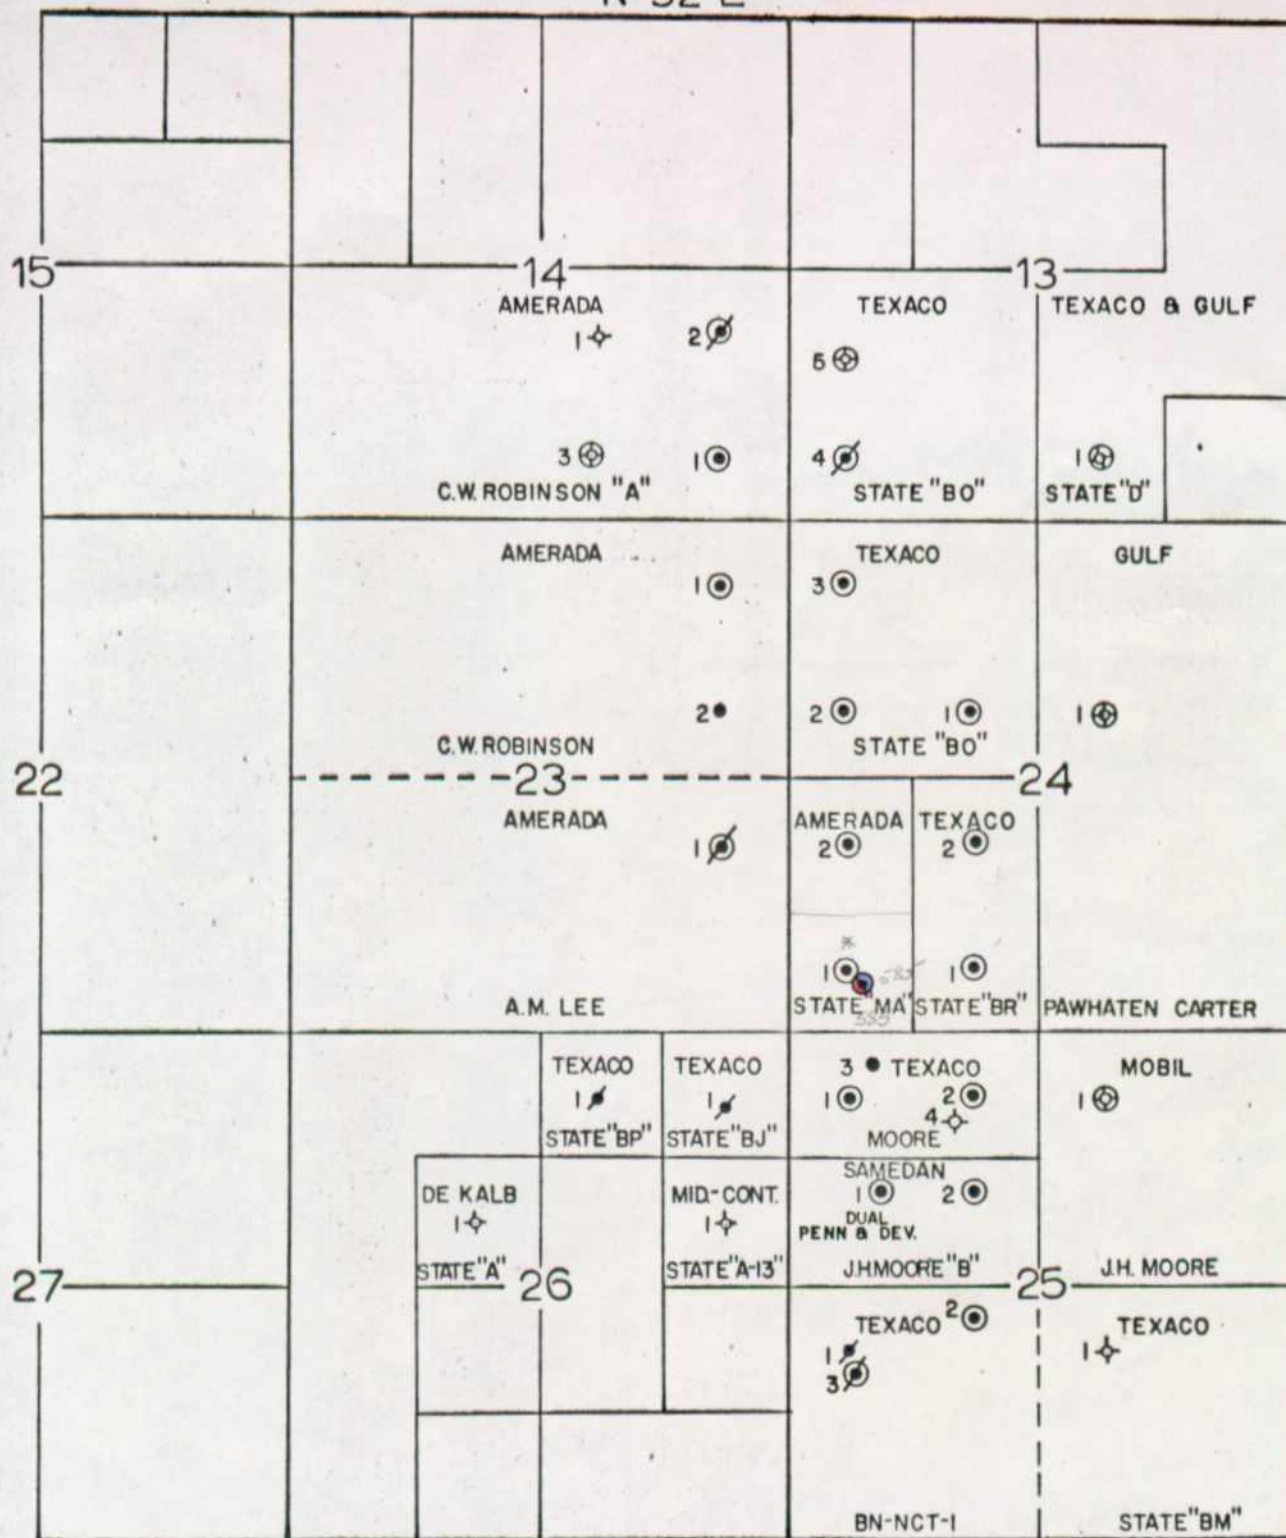 15 14 13
AMERADA TEXACO TEXACO & GULF
1 2
5
3 1 4 1
C.W. ROBINSON "A" STATE "BO" STATE "D"
AMERADA TEXACO GULF
1 3
2 2 1 1
C.W. ROBINSON STATE "BO"
22 23 24
AMERADA AMERADA TEXACO
1 2 2
*
1 1
585
A.M. LEE STATE "MA" STATE "BR" PAWHATEN CARTER
585
TEXACO TEXACO 3 TEXACO MOBIL
1 1 1 2 1
4
STATE "BP" STATE "BJ" MOORE
SAMEDAN
DE KALB MID-CONT. 1 2
1 1 DUAL
PENN & DEV.
STATE "A" STATE "A-13" J.H. MOORE "B" J.H. MOORE
27 26 25
TEXACO 2 TEXACO
1 1
3
BN-NCT-1 STATE "BM"